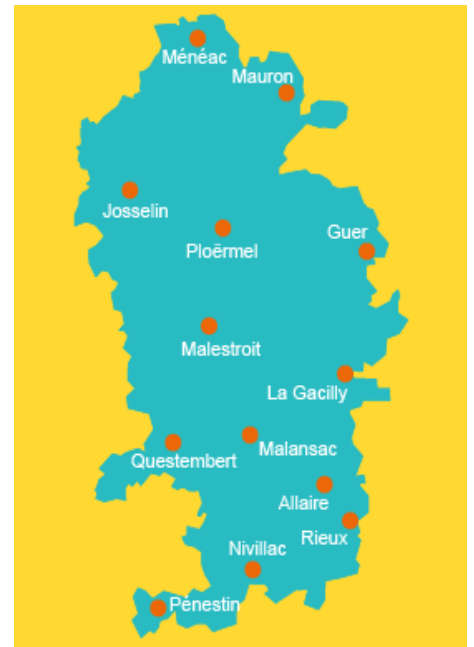 Ménéac
Mauron
Josselin
Guer
Ploërmel
Malestroit
La Gacilly
Malansac
Questembert
Allaire
Rieux
Nivillac
Pénestin